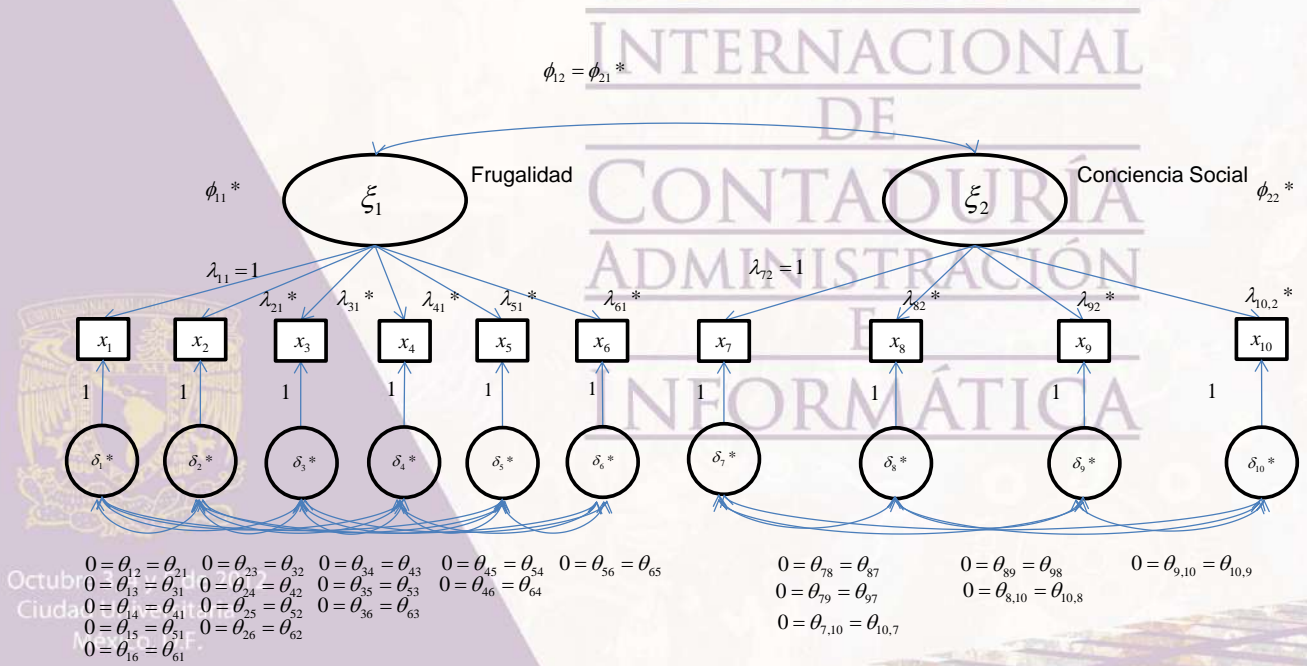 INTERNACIONAL
DE
CONTADURÍA
ADMINISTRACIÓN
E
INFORMÁTICA
ϕ₁₂ = ϕ₂₁ *
Frugalidad
Conciencia Social
ϕ₁₁ *
ξ₁
ξ₂
ϕ₂₂ *
λ₁₁ = 1
λ₇₂ = 1
λ₂₁ * λ₃₁ * λ₄₁ * λ₅₁ * λ₆₁ * λ₈₂ * λ₉₂ * λ₁₀,₂ *
x₁ x₂ x₃ x₄ x₅ x₆ x₇ x₈ x₉ x₁₀
1 1 1 1 1 1 1 1 1 1
δ₁ * δ₂ * δ₃ * δ₄ * δ₅ * δ₆ * δ₇ * δ₈ * δ₉ * δ₁₀ *
0 = θ₁₂ = θ₂₁ 0 = θ₂₃ = θ₃₂ 0 = θ₃₄ = θ₄₃ 0 = θ₄₅ = θ₅₄ 0 = θ₅₆ = θ₆₅ 0 = θ₇₈ = θ₈₇ 0 = θ₈₉ = θ₉₈ 0 = θ₉,₁₀ = θ₁₀,₉
0 = θ₁₃ = θ₃₁ 0 = θ₂₄ = θ₄₂ 0 = θ₃₅ = θ₅₃ 0 = θ₄₆ = θ₆₄ 0 = θ₇₉ = θ₉₇ 0 = θ₈,₁₀ = θ₁₀,₈
0 = θ₁₄ = θ₄₁ 0 = θ₂₅ = θ₅₂ 0 = θ₃₆ = θ₆₃ 0 = θ₇,₁₀ = θ₁₀,₇
0 = θ₁₅ = θ₅₁ 0 = θ₂₆ = θ₆₂
0 = θ₁₆ = θ₆₁
Octubre 3, 4 y 5 de 2012
Ciudad Universitaria
México, D.F.